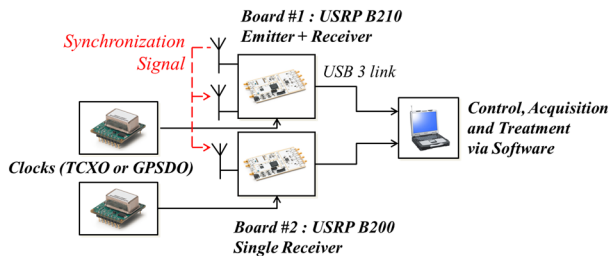 Board #1 : USRP B210
Emitter + Receiver
Synchronization
Signal
USB 3 link
Control, Acquisition
and Treatment
via Software
Clocks (TCXO or GPSDO)
Board #2 : USRP B200
Single Receiver